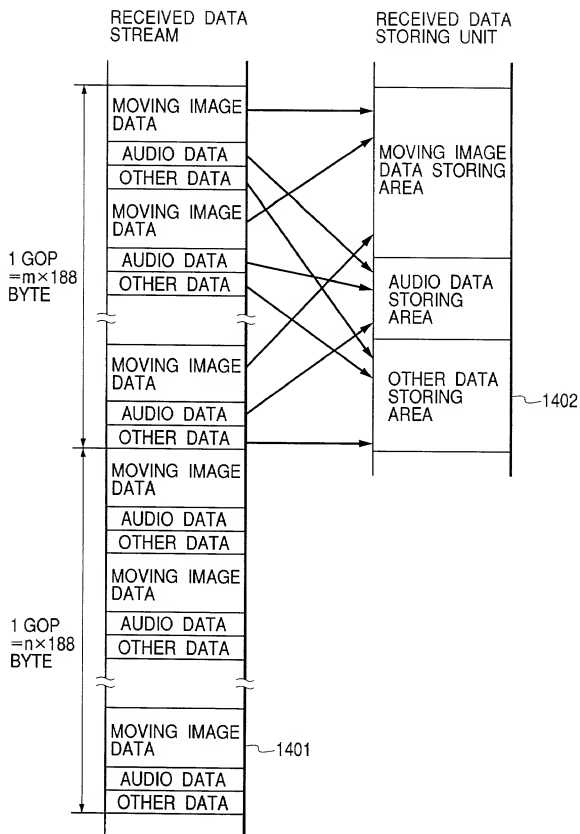 RECEIVED DATA
STREAM
RECEIVED DATA
STORING UNIT
MOVING IMAGE
DATA
AUDIO DATA
OTHER DATA
MOVING IMAGE
DATA
AUDIO DATA
OTHER DATA
1 GOP
=m×188
BYTE
MOVING IMAGE
DATA
AUDIO DATA
OTHER DATA
MOVING IMAGE
DATA STORING
AREA
AUDIO DATA
STORING
AREA
OTHER DATA
STORING
AREA
1402
MOVING IMAGE
DATA
AUDIO DATA
OTHER DATA
MOVING IMAGE
DATA
AUDIO DATA
OTHER DATA
1 GOP
=n×188
BYTE
MOVING IMAGE
DATA
1401
AUDIO DATA
OTHER DATA